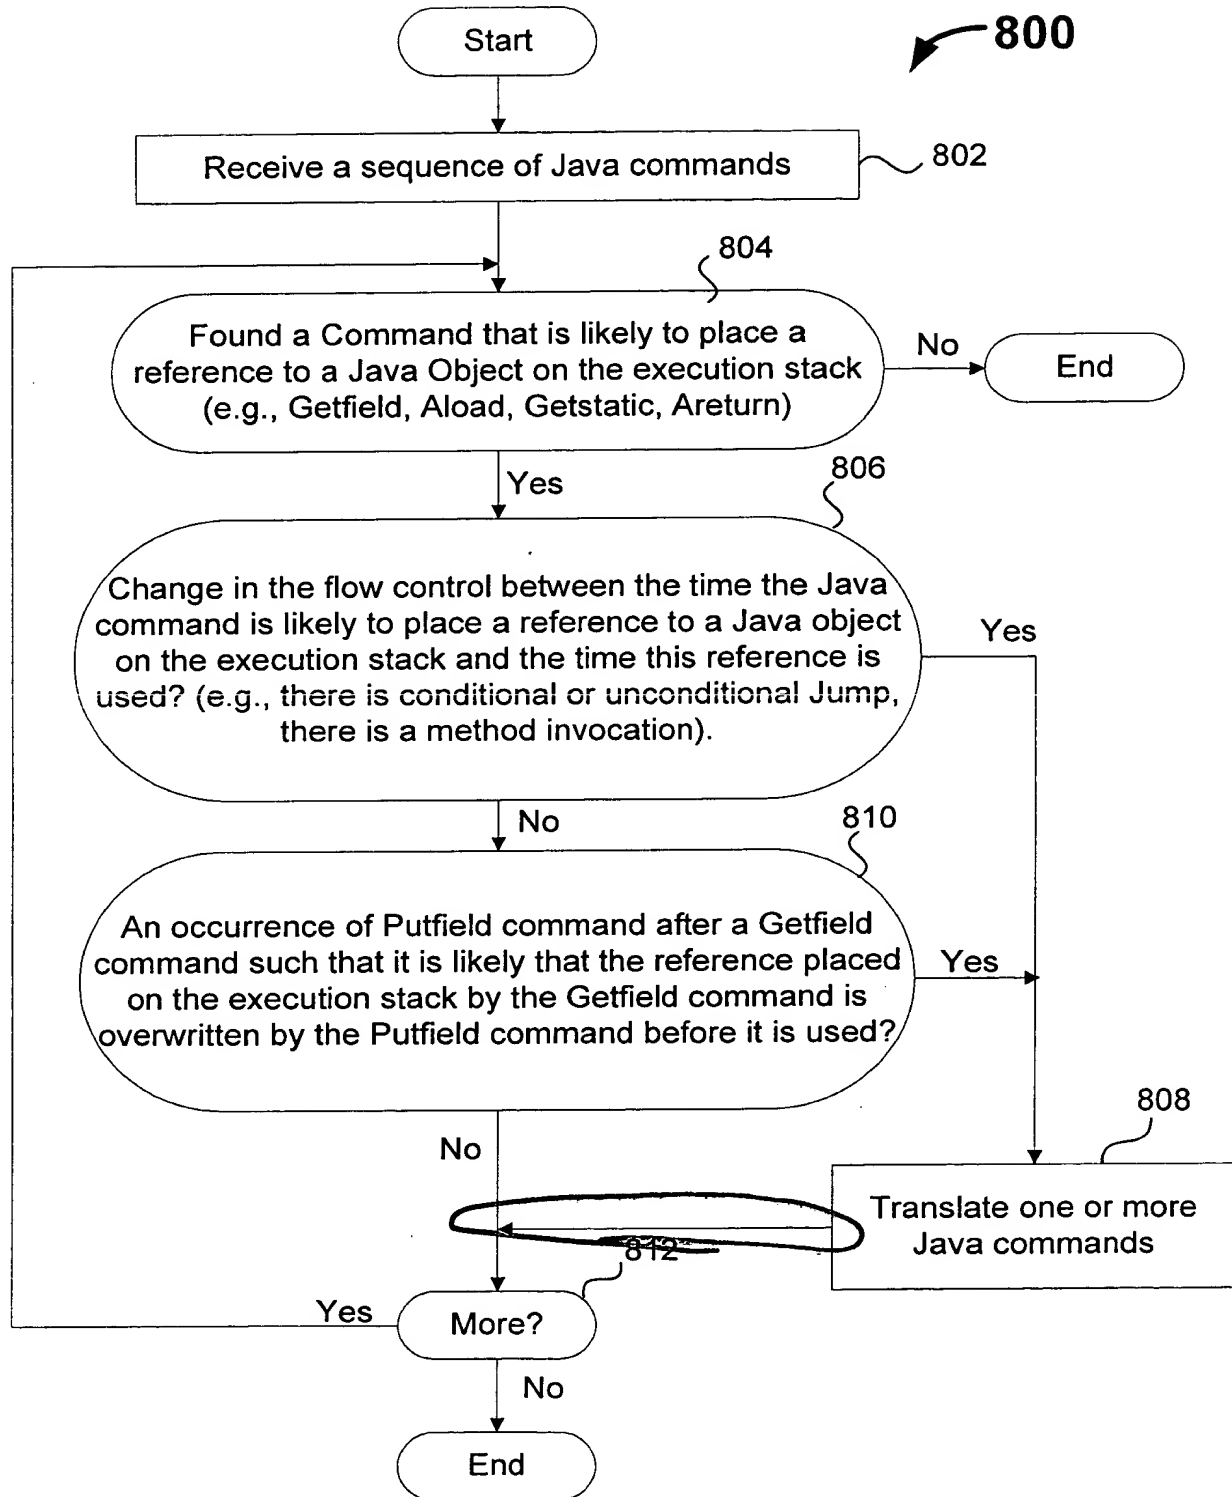 Start
800
Receive a sequence of Java commands
802
804
Found a Command that is likely to place a
reference to a Java Object on the execution stack
(e.g., Getfield, Aload, Getstatic, Areturn)
No
End
Yes
806
Change in the flow control between the time the Java
command is likely to place a reference to a Java object
on the execution stack and the time this reference is
used? (e.g., there is conditional or unconditional Jump,
there is a method invocation).
Yes
No
810
An occurrence of Putfield command after a Getfield
command such that it is likely that the reference placed
on the execution stack by the Getfield command is
overwritten by the Putfield command before it is used?
Yes
808
No
Translate one or more
Java commands
812
Yes
More?
No
End